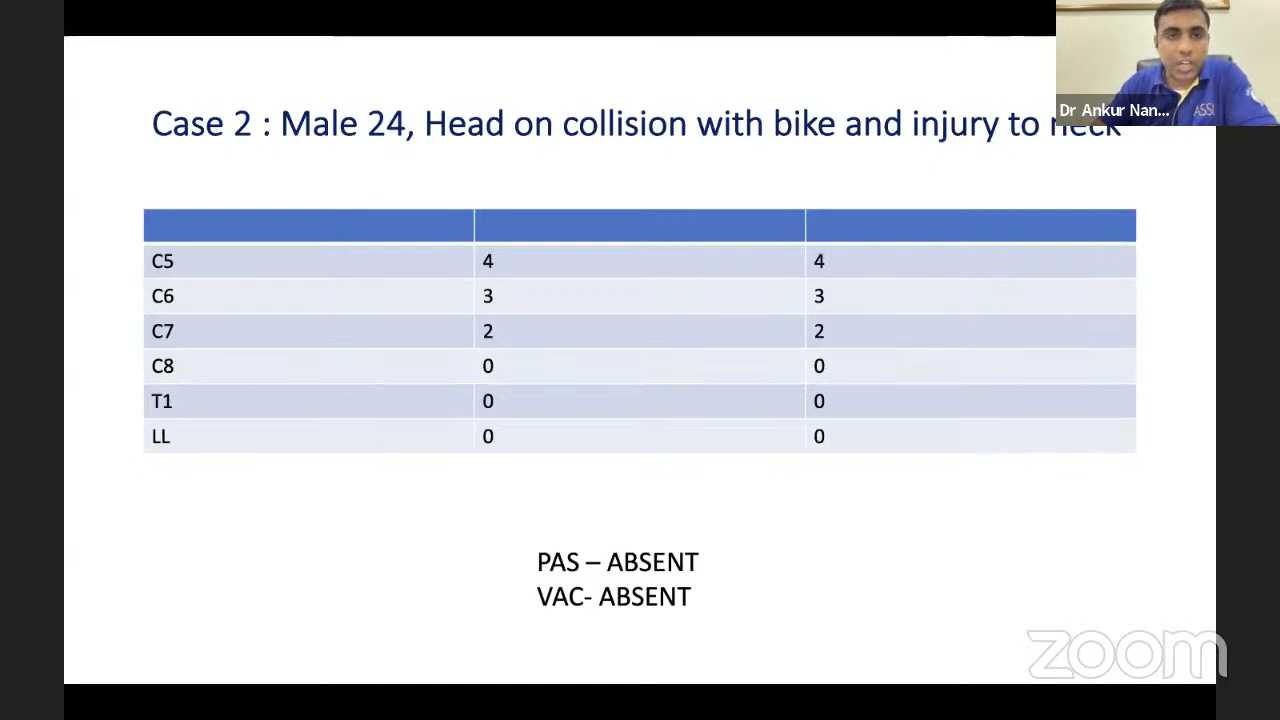 Dr Ankur Nan...
ASSI
Case 2 : Male 24, Head on collision with bike and injury to neck
C5 4 4
C6 3 3
C7 2 2
C8 0 0
T1 0 0
LL 0 0
PAS – ABSENT
VAC- ABSENT
zoom